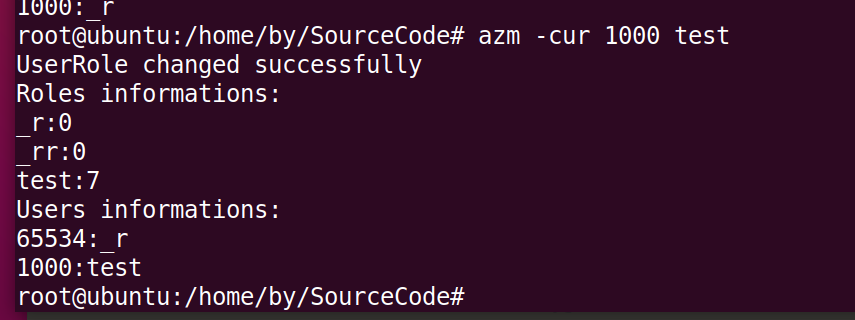 1000:_r
root@ubuntu:/home/by/SourceCode# azm -cur 1000 test
UserRole changed successfully
Roles informations:
_r:0
_rr:0
test:7
Users informations:
65534:_r
1000:test
root@ubuntu:/home/by/SourceCode#